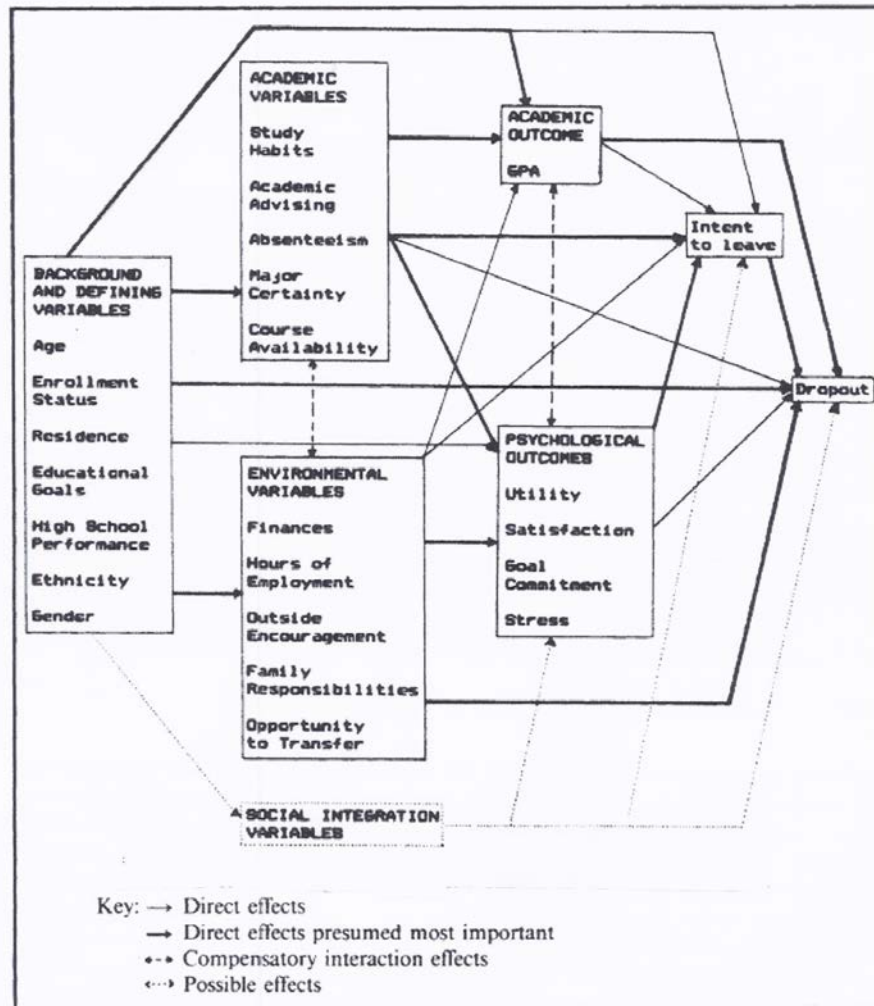 ACADEMIC
VARIABLES
Study
Habits
Academic
Advising
Absenteeism
Major
Certainty
Course
Availability
ACADEMIC
OUTCOME
GPA
Intent
to leave
BACKGROUND
AND DEFINING
VARIABLES
Age
Enrollment
Status
Residence
Educational
Goals
High School
Performance
Ethnicity
Gender
Dropout
ENVIRONMENTAL
VARIABLES
Finances
Hours of
Employment
Outside
Encouragement
Family
Responsibilities
Opportunity
to Transfer
PSYCHOLOGICAL
OUTCOMES
Utility
Satisfaction
Goal
Commitment
Stress
SOCIAL INTEGRATION
VARIABLES
Key: → Direct effects
→ Direct effects presumed most important
Compensatory interaction effects
Possible effects